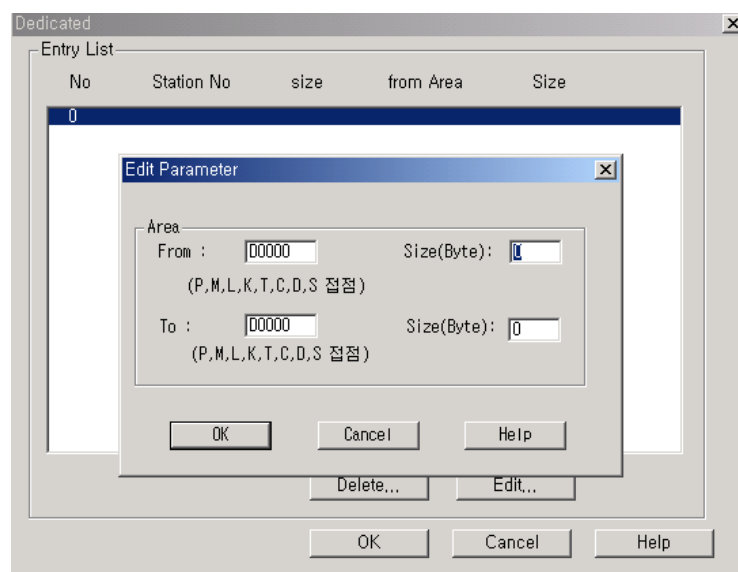 Dedicated
Entry List
No Station No size from Area Size
0
Edit Parameter
Area
From : D0000 Size(Byte): 0
(P,M,L,K,T,C,D,S 접점)
To : D0000 Size(Byte): 0
(P,M,L,K,T,C,D,S 접점)
OK Cancel Help
Delete... Edit...
OK Cancel Help